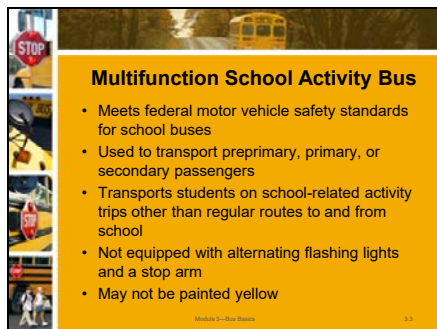 STOP
Multifunction School Activity Bus
• Meets federal motor vehicle safety standards
for school buses
• Used to transport preprimary, primary, or
secondary passengers
• Transports students on school-related activity
trips other than regular routes to and from
school
• Not equipped with alternating flashing lights
and a stop arm
• May not be painted yellow
STOP
Module 3—Bus Basics
3.3